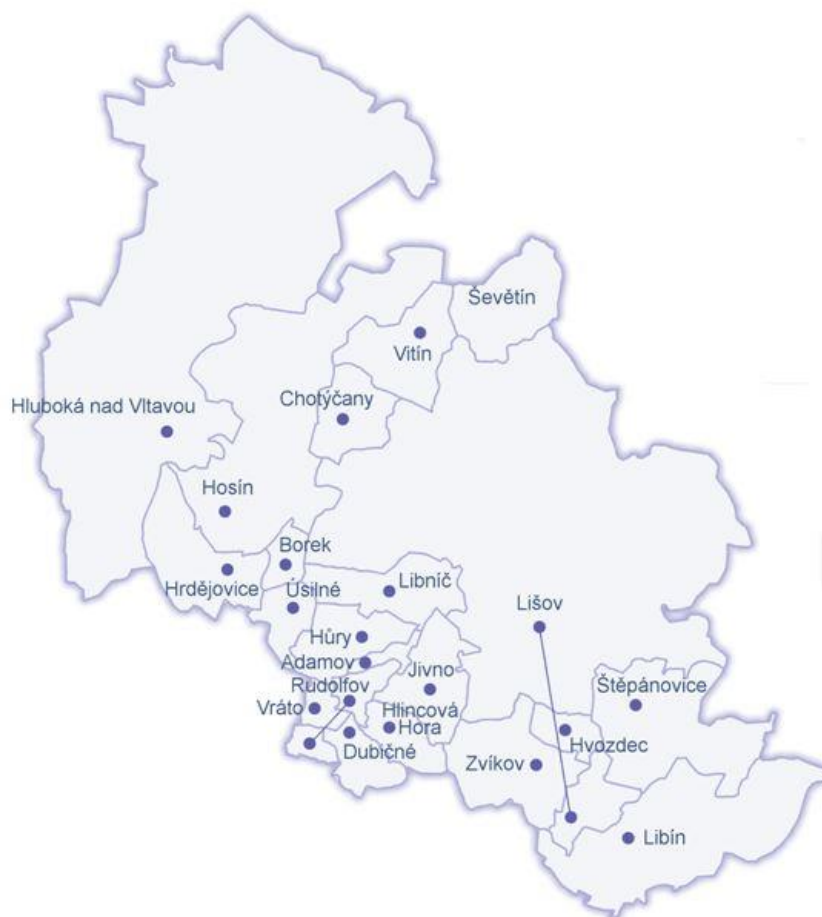 Ševětín
Vitín
Chotýčany
Hluboká nad Vltavou
Hosín
Borek
Hrdějovice
Úsilné
Libníč
Lišov
Hůry
Adamov
Jivno
Rudolfov
Štěpánovice
Vráto
Hlincová
Hora
Hvozdec
Dubičné
Zvíkov
Libín